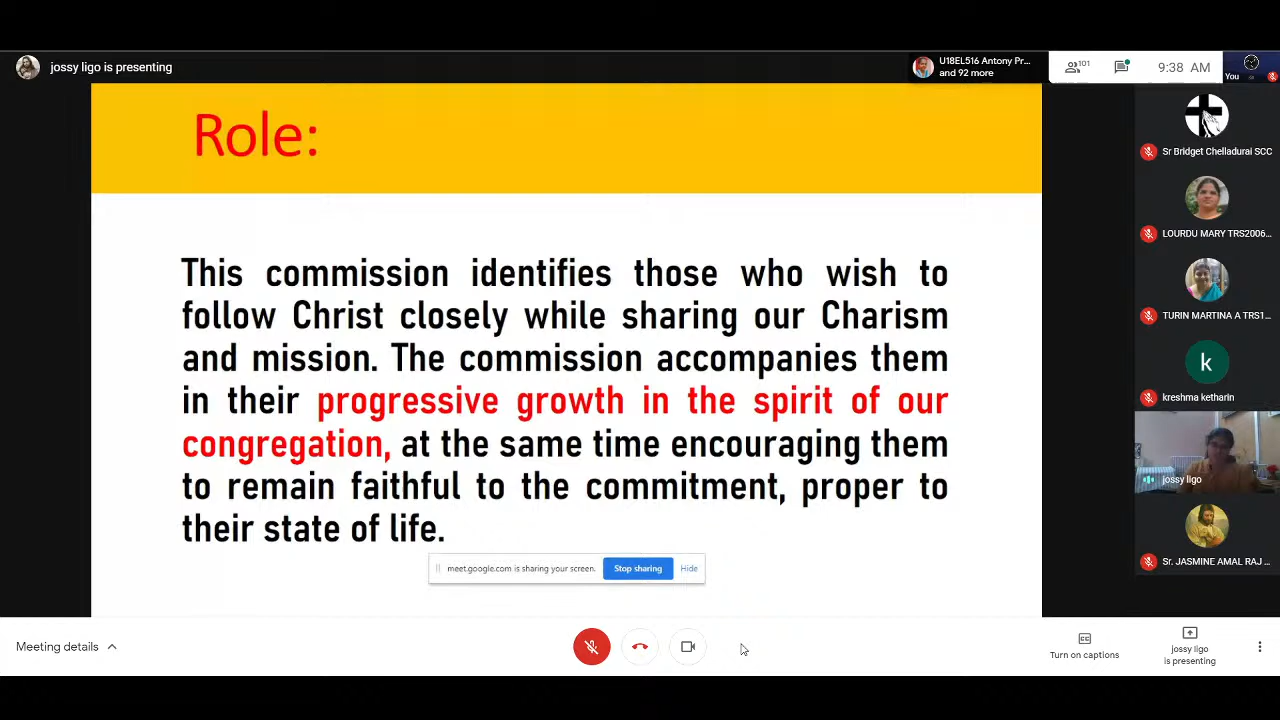 jossy ligo is presenting
U18EL516 Antony Pr...
and 92 more
101
9:38 AM
You
Role:
This commission identifies those who wish to
follow Christ closely while sharing our Charism
and mission. The commission accompanies them
in their progressive growth in the spirit of our
congregation, at the same time encouraging them
to remain faithful to the commitment, proper to
their state of life.
meet.google.com is sharing your screen.
Stop sharing
Hide
Sr Bridget Chelladurai SCC
LOURDU MARY TRS2006...
TURIN MARTINA A TRS1...
k
kreshma ketharin
jossy ligo
Sr. JASMINE AMAL RAJ ...
Meeting details
Turn on captions
jossy ligo
is presenting